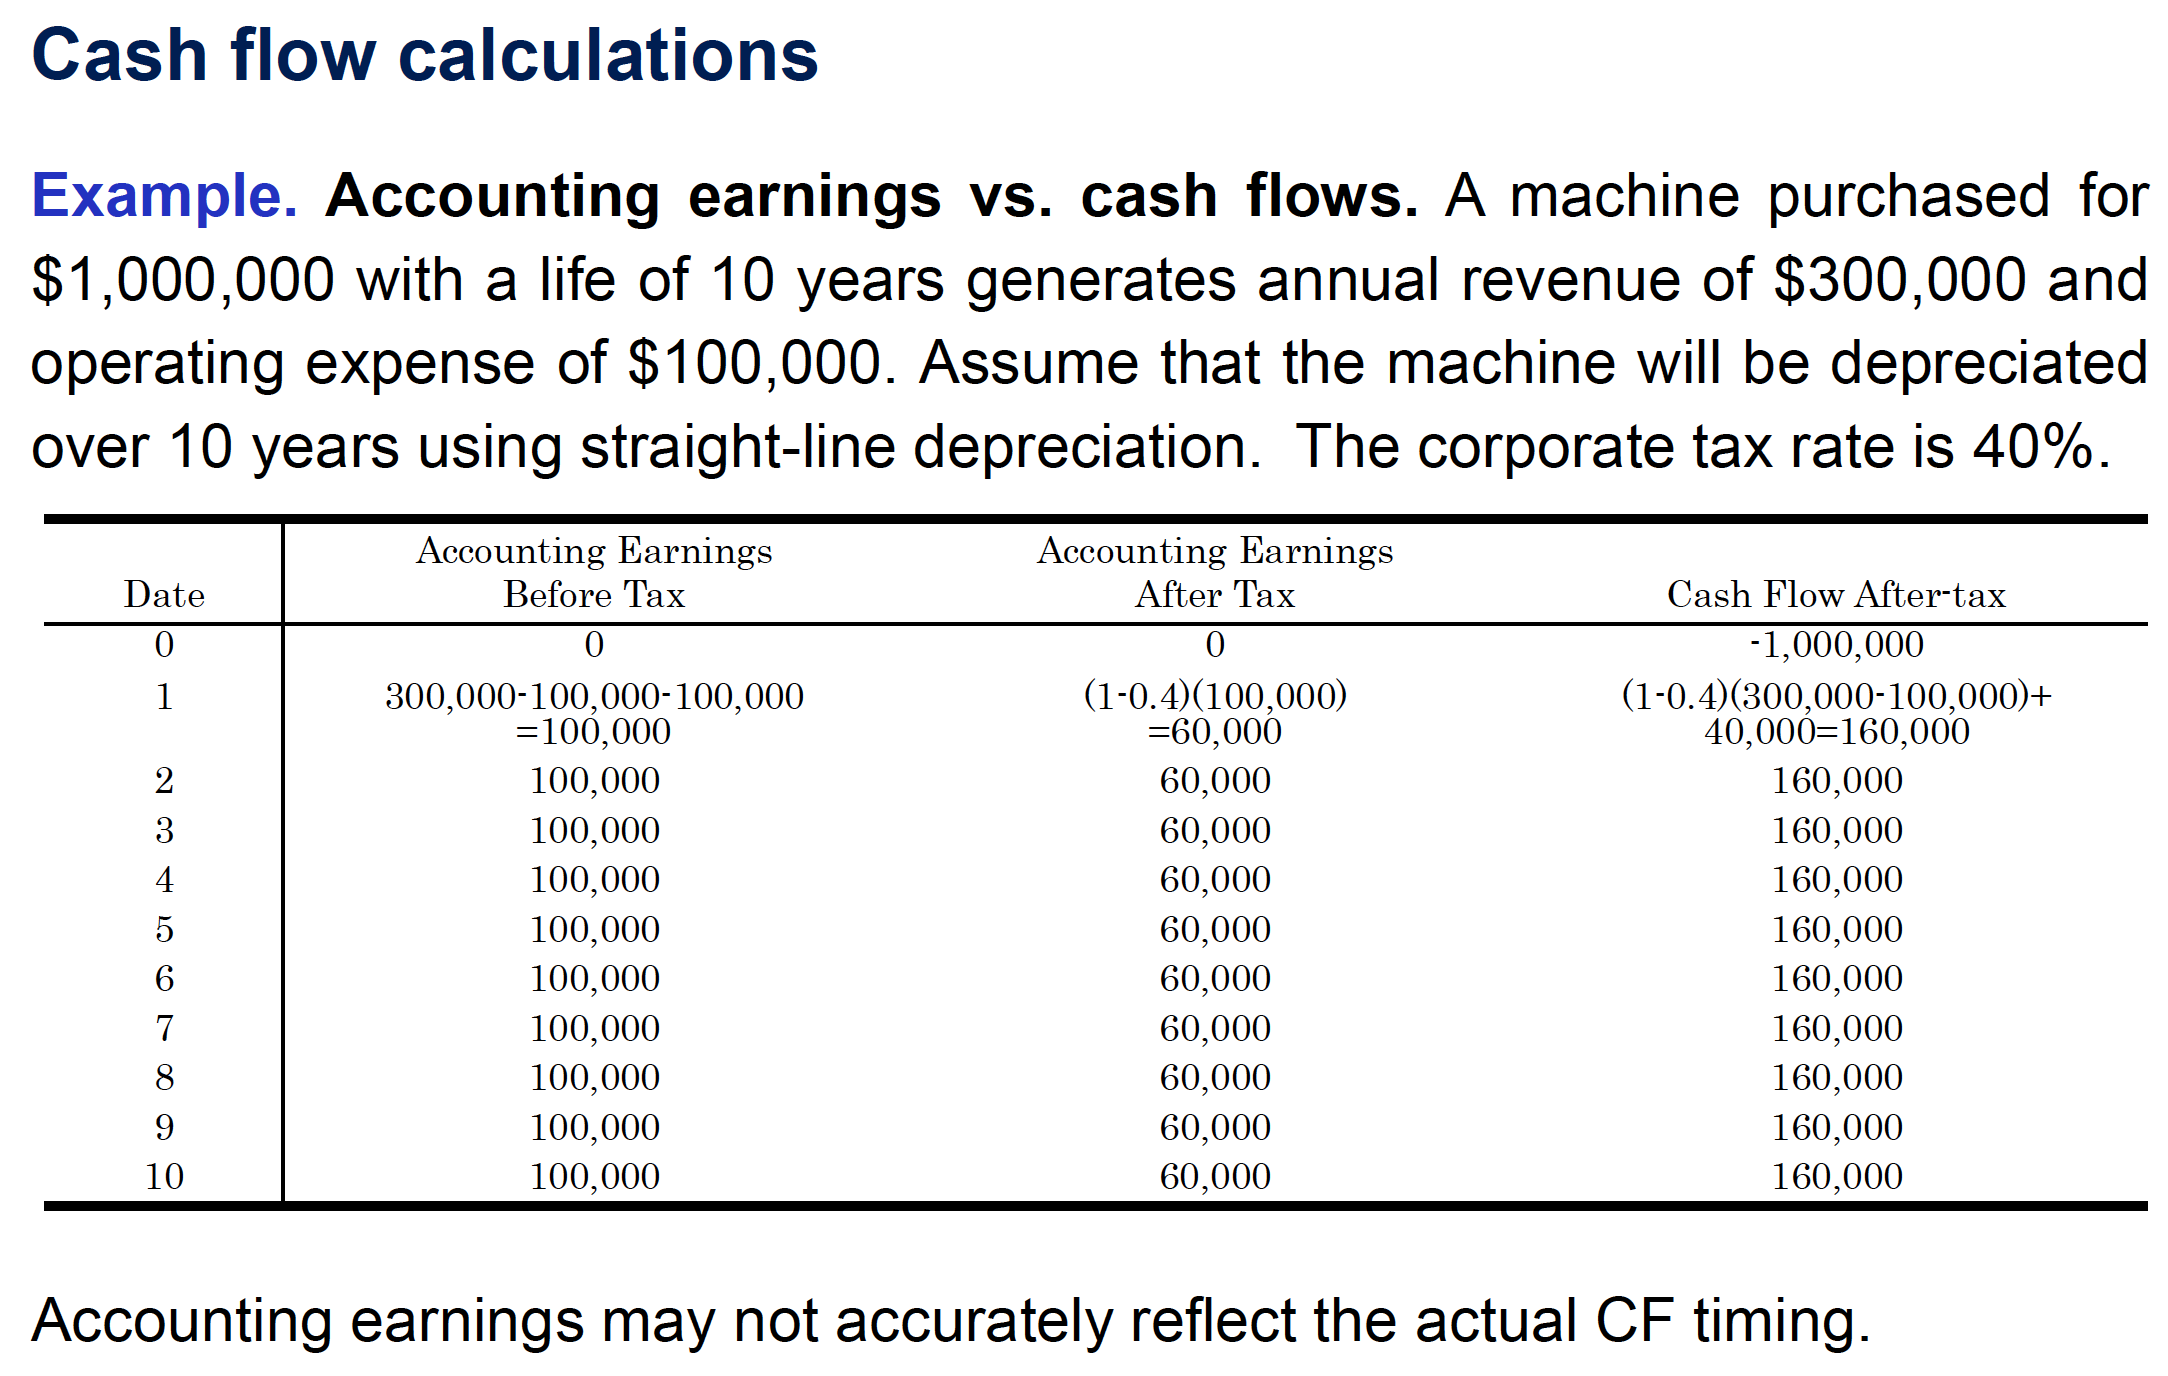 Cash flow calculations
Example. Accounting earnings vs. cash flows. A machine purchased for
$1,000,000 with a life of 10 years generates annual revenue of $300,000 and
operating expense of $100,000. Assume that the machine will be depreciated
over 10 years using straight-line depreciation. The corporate tax rate is 40%.
Date Accounting Earnings Before Tax Accounting Earnings After Tax Cash Flow After-tax
0 0 0 -1,000,000
1 300,000-100,000-100,000 (1-0.4)(100,000) (1-0.4)(300,000-100,000)+
=100,000 =60,000 40,000=160,000
2 100,000 60,000 160,000
3 100,000 60,000 160,000
4 100,000 60,000 160,000
5 100,000 60,000 160,000
6 100,000 60,000 160,000
7 100,000 60,000 160,000
8 100,000 60,000 160,000
9 100,000 60,000 160,000
10 100,000 60,000 160,000
Accounting earnings may not accurately reflect the actual CF timing.